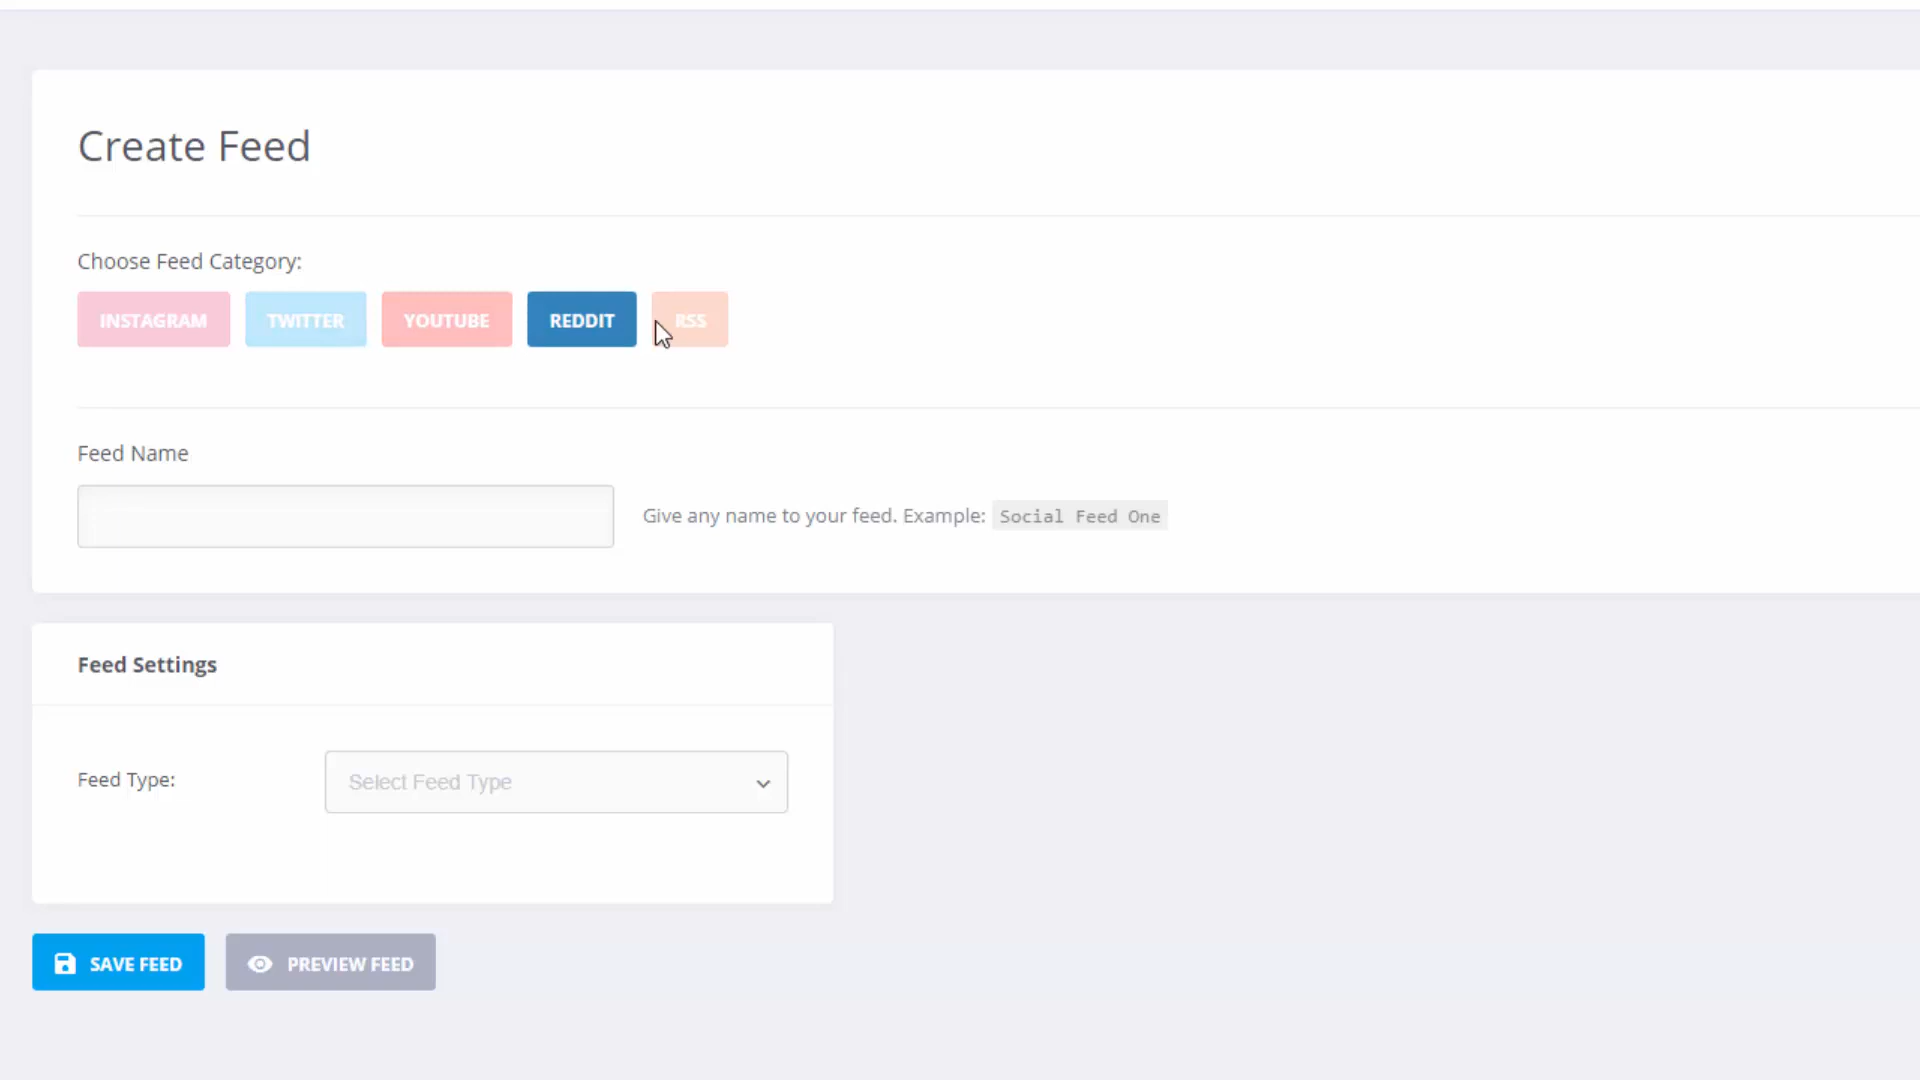 Create Feed
Choose Feed Category:
INSTAGRAM TWITTER YOUTUBE REDDIT RSS
Feed Name
Give any name to your feed. Example: Social Feed One
Feed Settings
Feed Type: Select Feed Type
SAVE FEED PREVIEW FEED